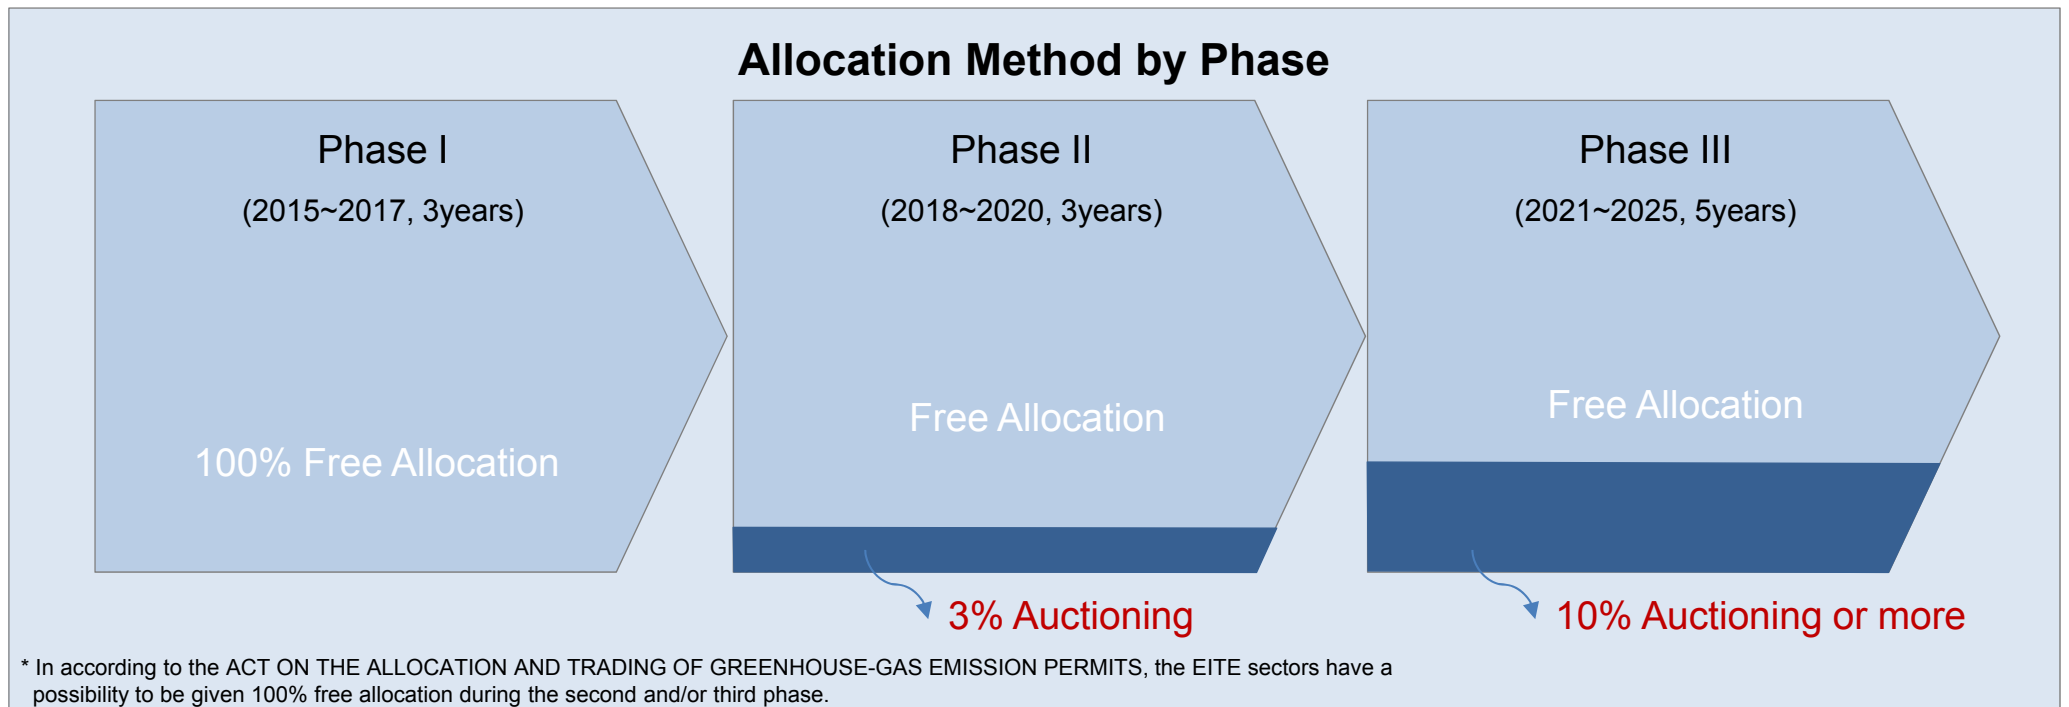 Allocation Method by Phase
Phase I
(2015~2017, 3years)
100% Free Allocation
Phase II
(2018~2020, 3years)
Free Allocation
3% Auctioning
Phase III
(2021~2025, 5years)
Free Allocation
10% Auctioning or more
* In according to the ACT ON THE ALLOCATION AND TRADING OF GREENHOUSE-GAS EMISSION PERMITS, the EITE sectors have a
possibility to be given 100% free allocation during the second and/or third phase.